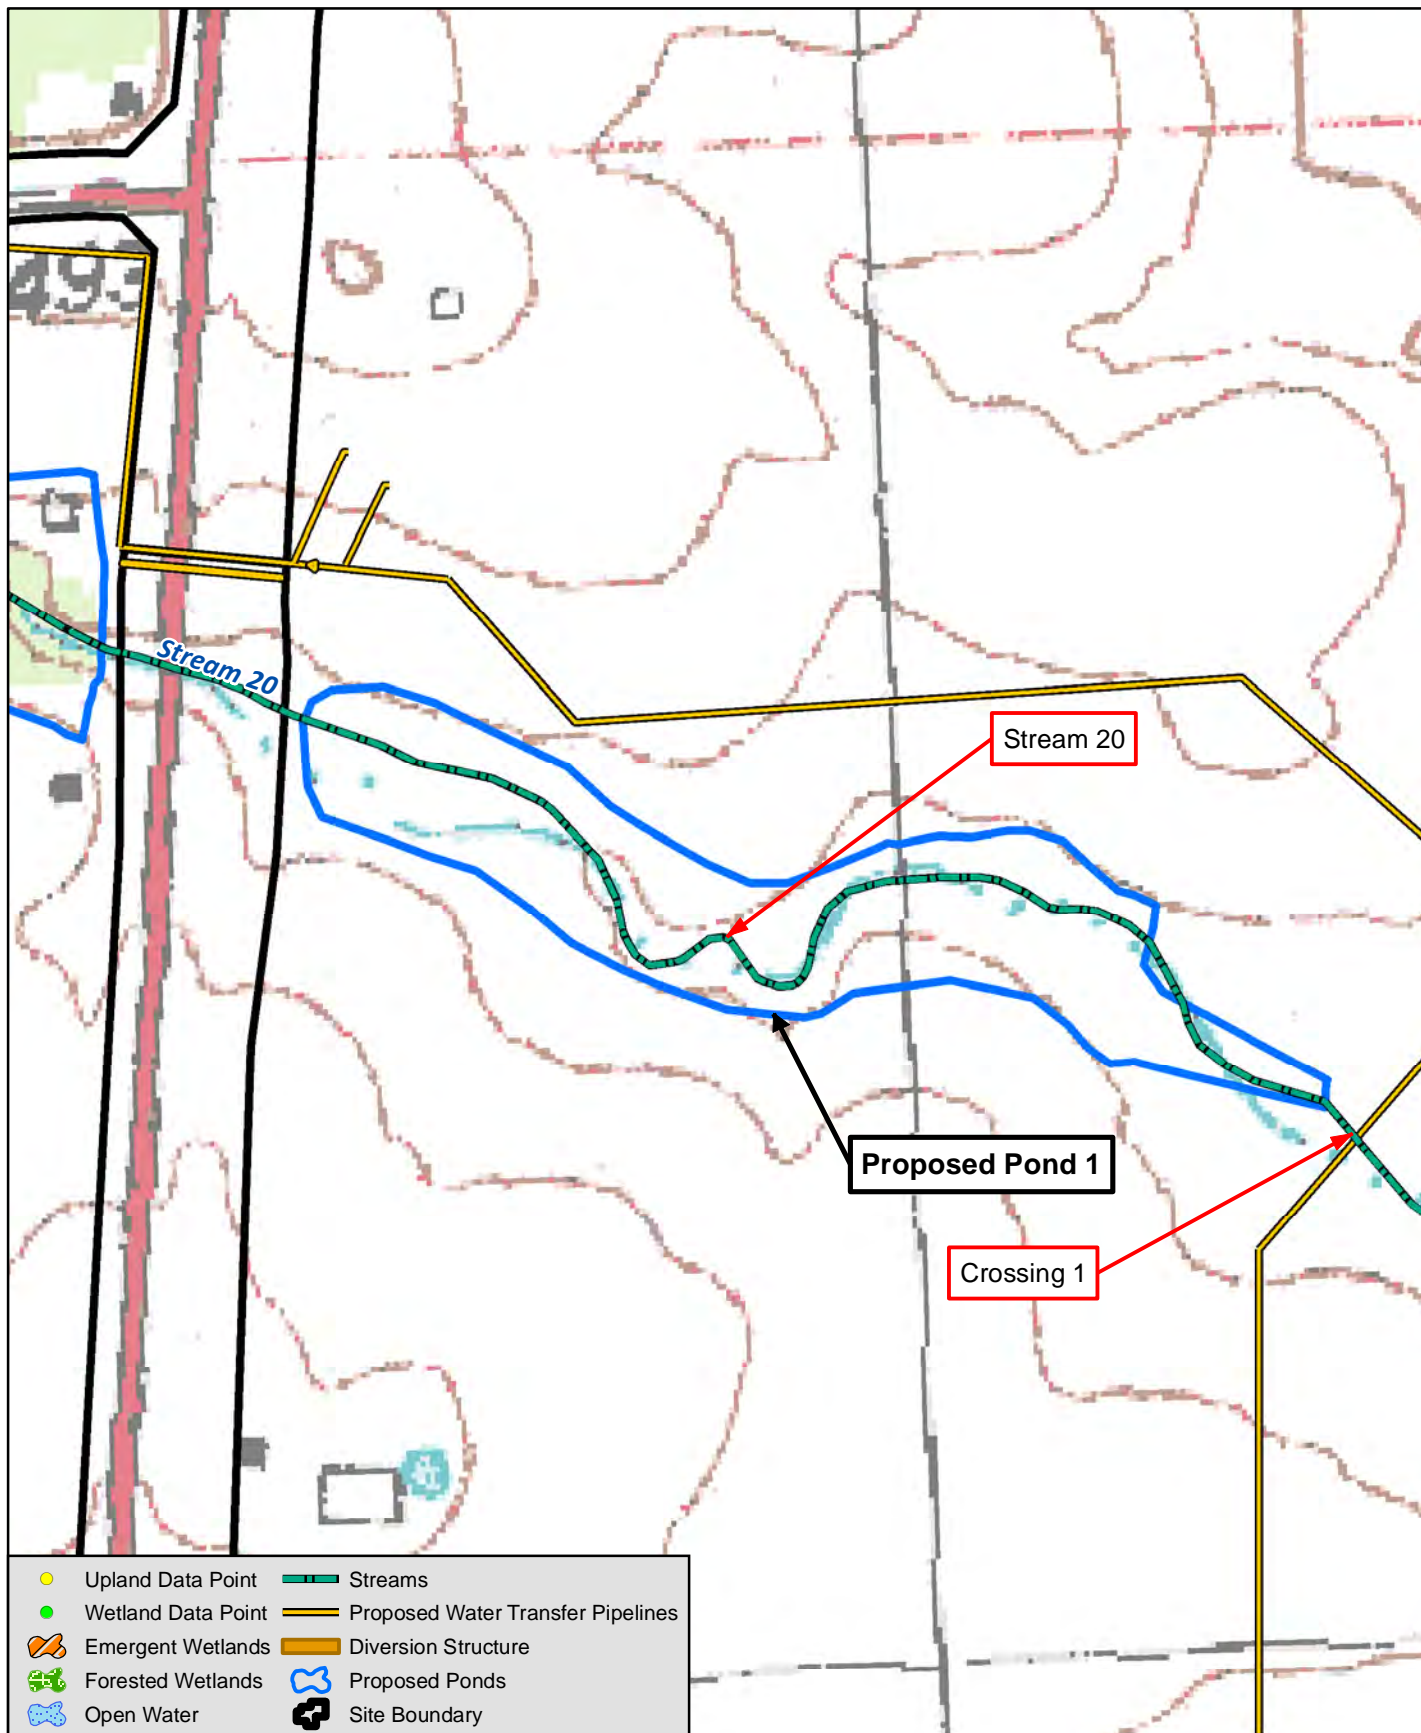 493
Stream 20
Stream 20
Proposed Pond 1
Crossing 1
Upland Data Point
Streams
Wetland Data Point
Proposed Water Transfer Pipelines
Emergent Wetlands
Diversion Structure
Forested Wetlands
Proposed Ponds
Open Water
Site Boundary